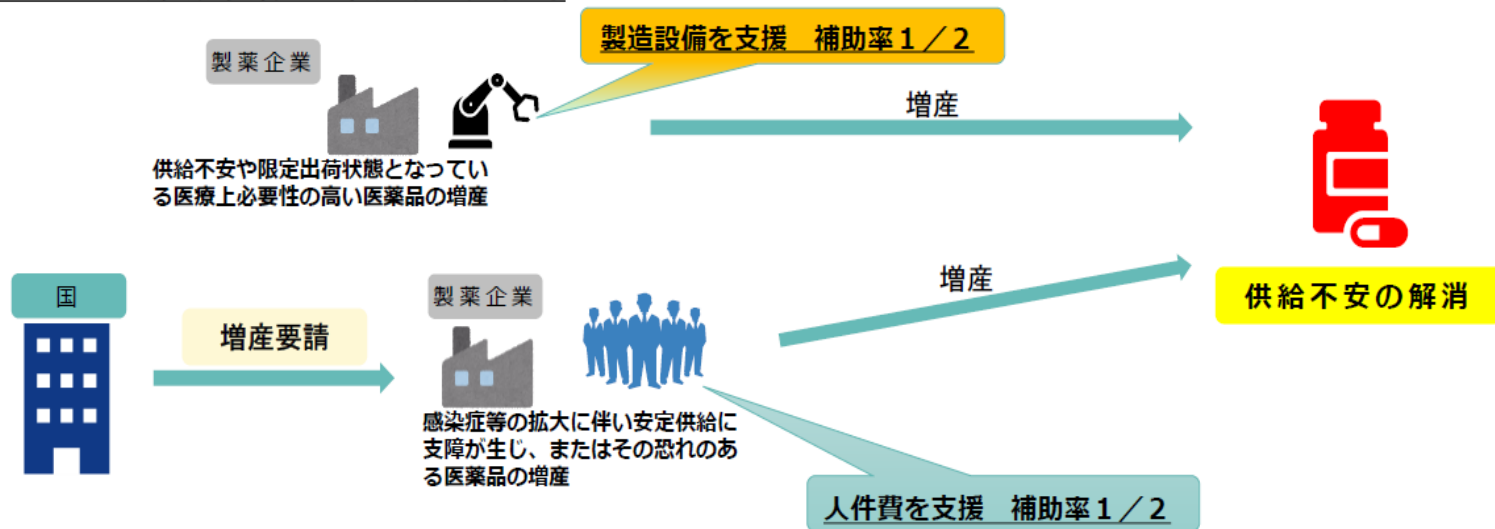 製造設備を支援　補助率１／２
製薬企業
増産
供給不安や限定出荷状態となってい
る医療上必要性の高い医薬品の増産
国
増産要請
製薬企業
増産
供給不安の解消
感染症等の拡大に伴い安定供給に
支障が生じ、またはその恐れのあ
る医薬品の増産
人件費を支援　補助率１／２